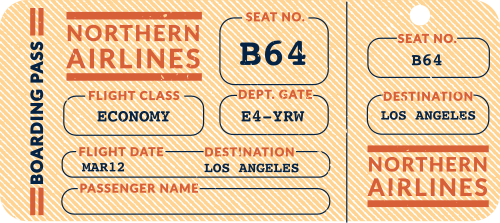 BOARDING PASS
NORTHERN
AIRLINES
SEAT NO.
B64
FLIGHT CLASS
ECONOMY
DEPT. GATE
E4-YRW
FLIGHT DATE
MAR12
DESTINATION
LOS ANGELES
PASSENGER NAME
SEAT NO.
B64
DESTINATION
LOS ANGELES
NORTHERN
AIRLINES